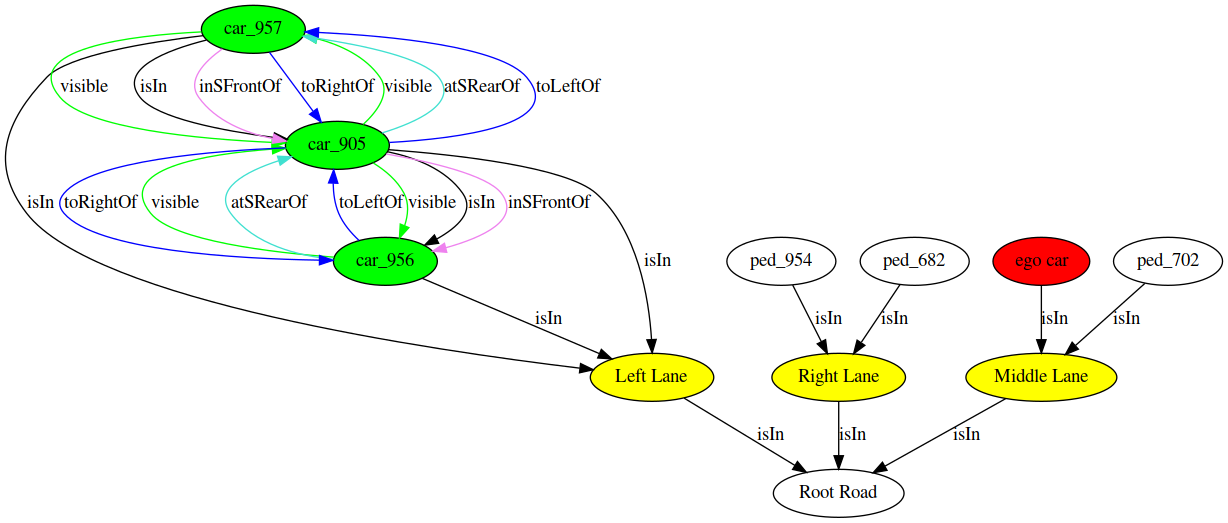 car_957
visible
isIn
inSFrontOf
toRightOf
visible
atSRearOf
toLeftOf
car_905
isIn
toRightOf
visible
atSRearOf
toLeftOf
visible
isIn
inSFrontOf
isIn
car_956
ped_954
ped_682
ego car
ped_702
isIn
isIn
isIn
isIn
isIn
Left Lane
Right Lane
Middle Lane
isIn
isIn
isIn
Root Road